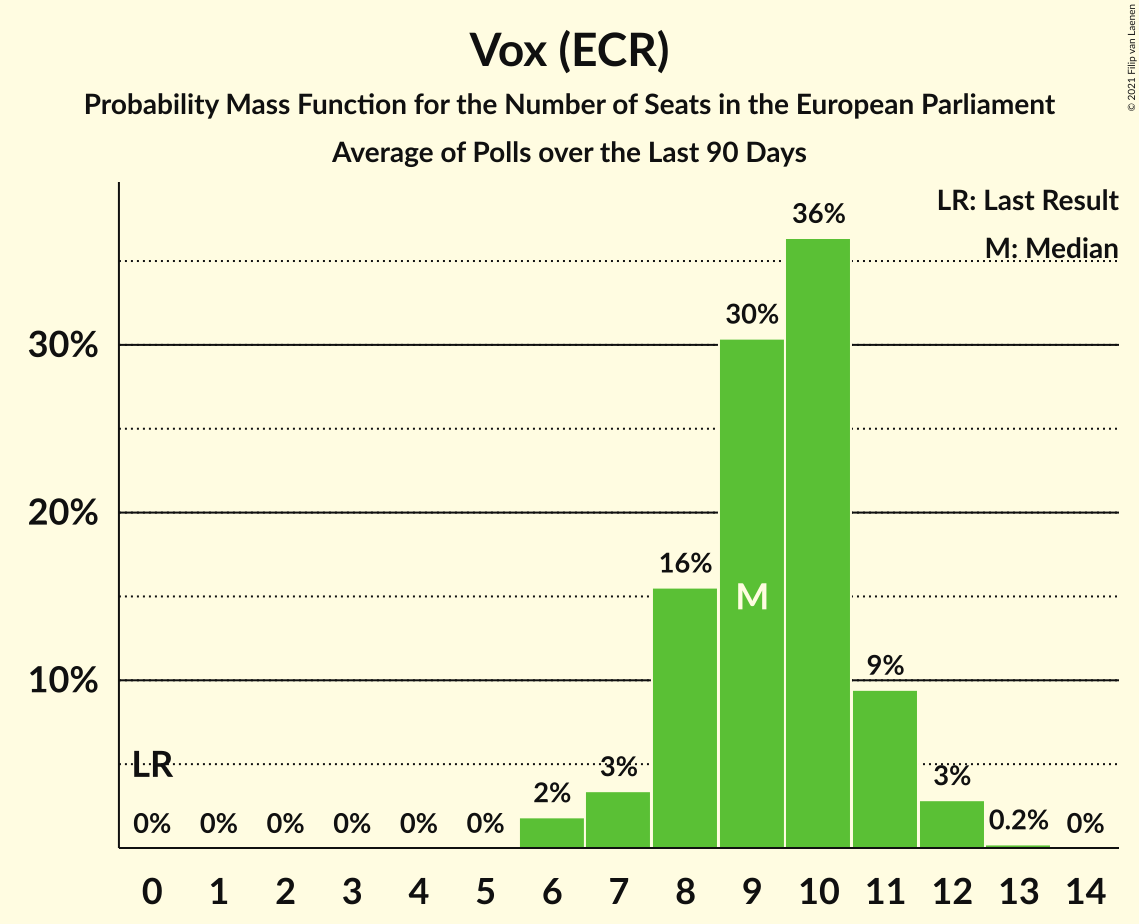 Vox (ECR)
Probability Mass Function for the Number of Seats in the European Parliament
Average of Polls over the Last 90 Days
© 2021 Filip van Laenen
LR: Last Result
M: Median
36%
30%
30%
16%
M
20%
9%
10%
LR
3%
3%
2%
0% 0% 0% 0% 0% 0% 0.2% 0%
0 1 2 3 4 5 6 7 8 9 10 11 12 13 14